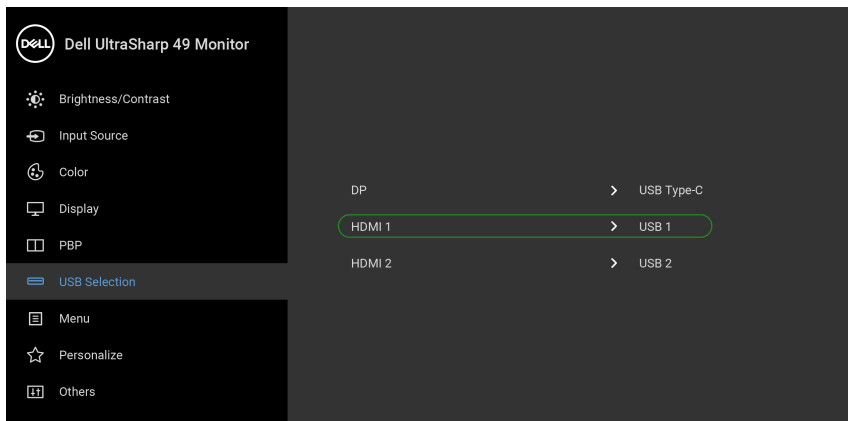 DELL
Dell UltraSharp 49 Monitor
Brightness/Contrast
Input Source
Color
Display
PBP
USB Selection
Menu
Personalize
Others
DP > USB Type-C
HDMI 1 > USB 1
HDMI 2 > USB 2